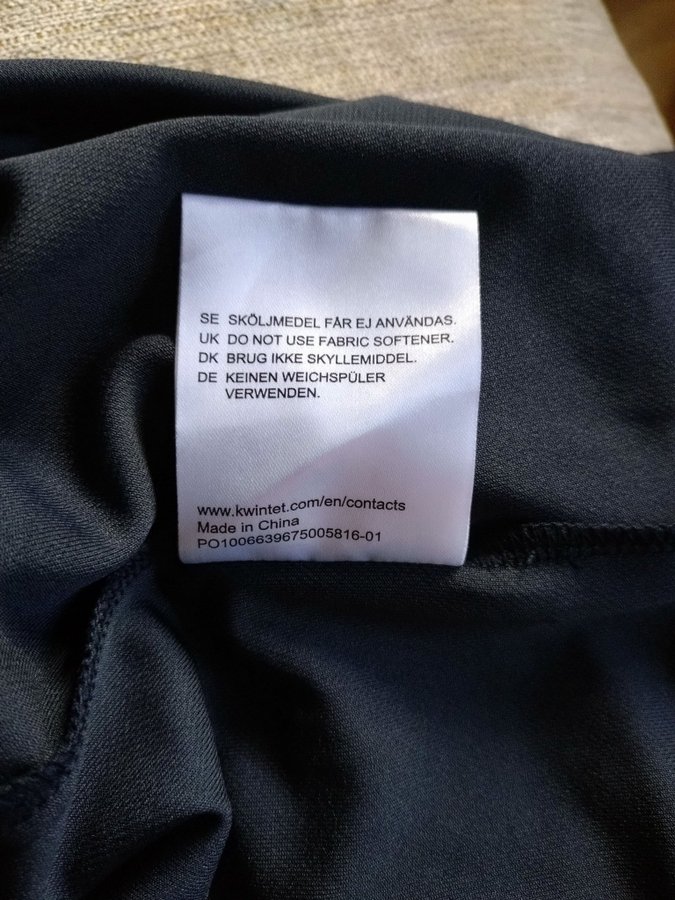 SE SKÖLJMEDEL FÅR EJ ANVÄNDAS.
UK DO NOT USE FABRIC SOFTENER.
DK BRUG IKKE SKYLLEMIDDEL.
DE KEINEN WEICHSPÜLER
VERWENDEN.
www.kwintet.com/en/contacts
Made in China
PO1006639675005816-01